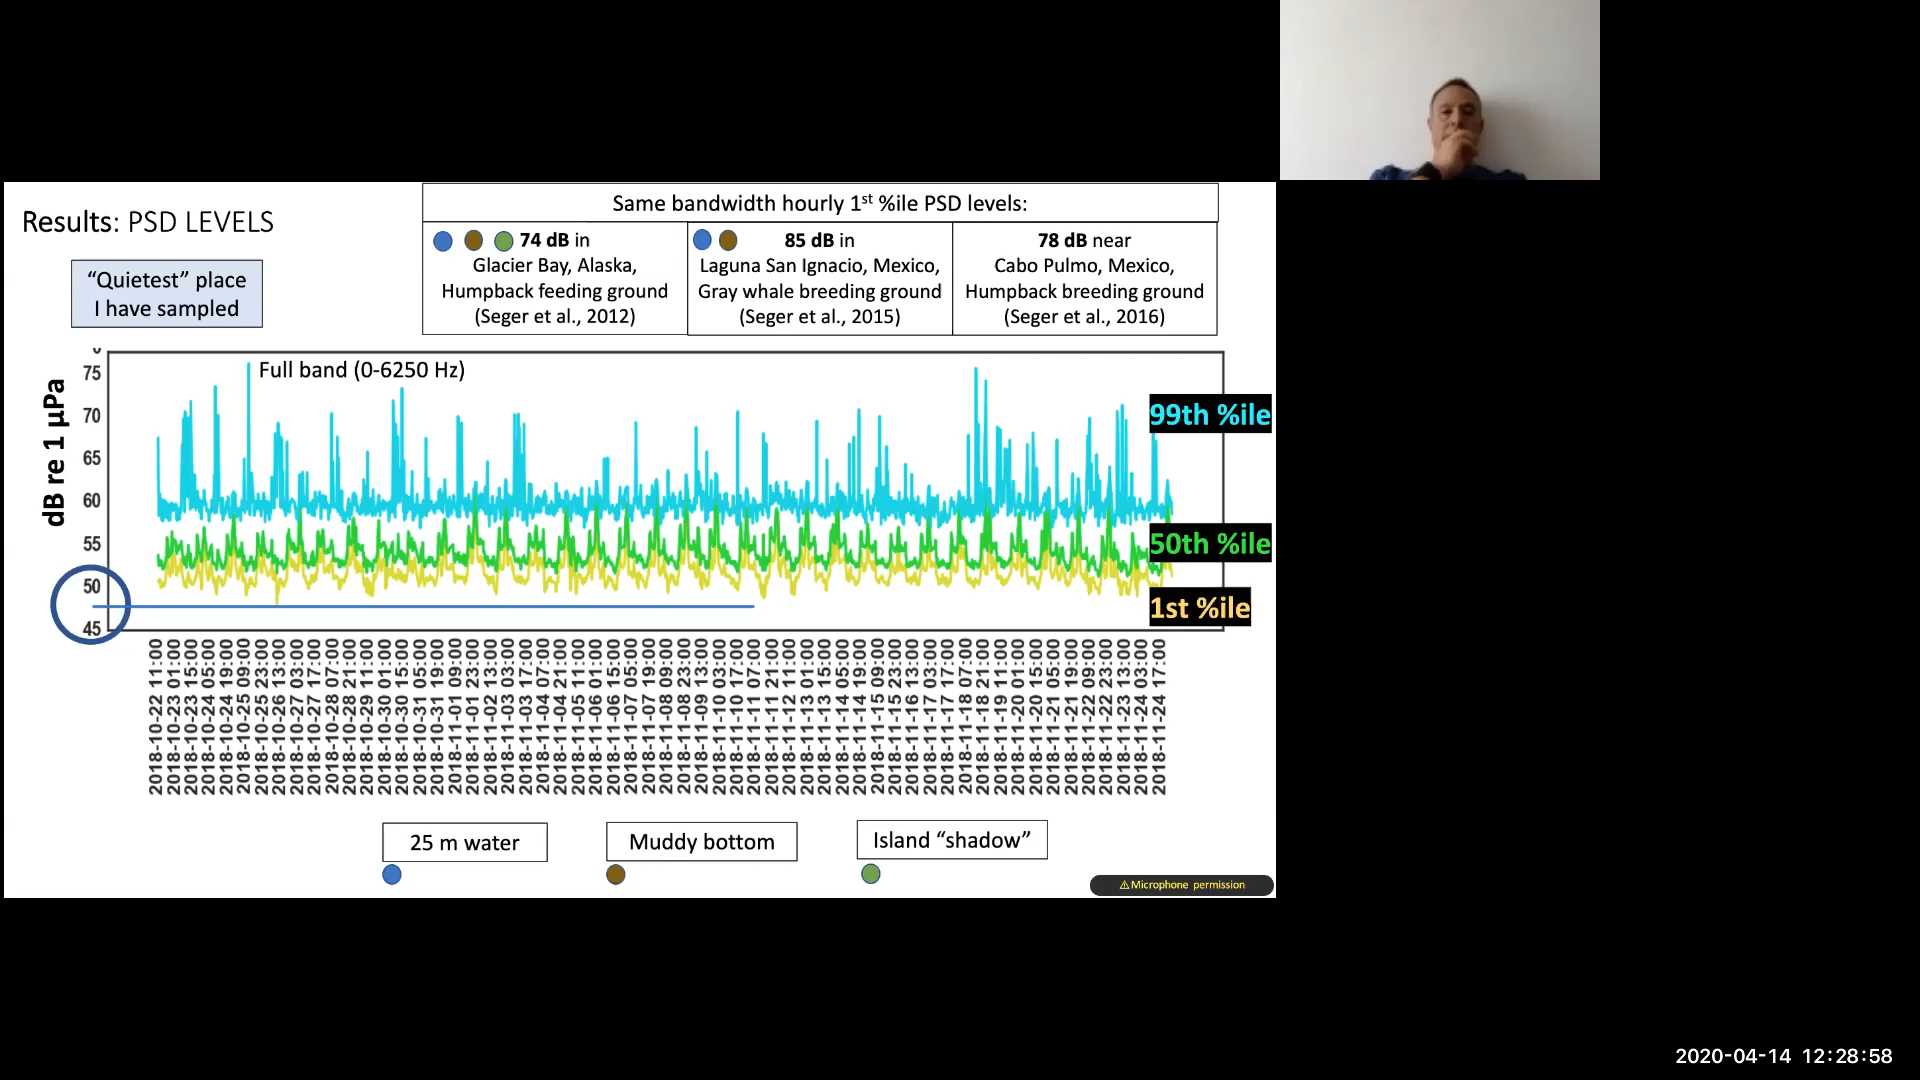 Results: PSD LEVELS
“Quietest” place
I have sampled
Same bandwidth hourly 1st %ile PSD levels:
74 dB in
Glacier Bay, Alaska,
Humpback feeding ground
(Seger et al., 2012)
85 dB in
Laguna San Ignacio, Mexico,
Gray whale breeding ground
(Seger et al., 2015)
78 dB near
Cabo Pulmo, Mexico,
Humpback breeding ground
(Seger et al., 2016)
dB re 1 µPa
75
70
65
60
55
50
45
Full band (0-6250 Hz)
99th %ile
50th %ile
1st %ile
2018-10-22 11:00
2018-10-23 01:00
2018-10-23 15:00
2018-10-24 05:00
2018-10-24 19:00
2018-10-25 09:00
2018-10-25 23:00
2018-10-26 13:00
2018-10-27 03:00
2018-10-27 17:00
2018-10-28 07:00
2018-10-28 21:00
2018-10-29 11:00
2018-10-30 01:00
2018-10-30 15:00
2018-10-31 05:00
2018-10-31 19:00
2018-11-01 09:00
2018-11-01 23:00
2018-11-02 13:00
2018-11-03 03:00
2018-11-03 17:00
2018-11-04 07:00
2018-11-04 21:00
2018-11-05 11:00
2018-11-06 01:00
2018-11-06 15:00
2018-11-07 05:00
2018-11-07 19:00
2018-11-08 09:00
2018-11-08 23:00
2018-11-09 13:00
2018-11-10 03:00
2018-11-10 17:00
2018-11-11 07:00
2018-11-11 21:00
2018-11-12 11:00
2018-11-13 01:00
2018-11-13 15:00
2018-11-14 05:00
2018-11-14 19:00
2018-11-15 09:00
2018-11-15 23:00
2018-11-16 13:00
2018-11-17 03:00
2018-11-17 17:00
2018-11-18 07:00
2018-11-18 21:00
2018-11-19 11:00
2018-11-20 01:00
2018-11-20 15:00
2018-11-21 05:00
2018-11-21 19:00
2018-11-22 09:00
2018-11-22 23:00
2018-11-23 13:00
2018-11-24 03:00
2018-11-24 17:00
25 m water
Muddy bottom
Island “shadow”
⚠Microphone permission
2020-04-14 12:28:58